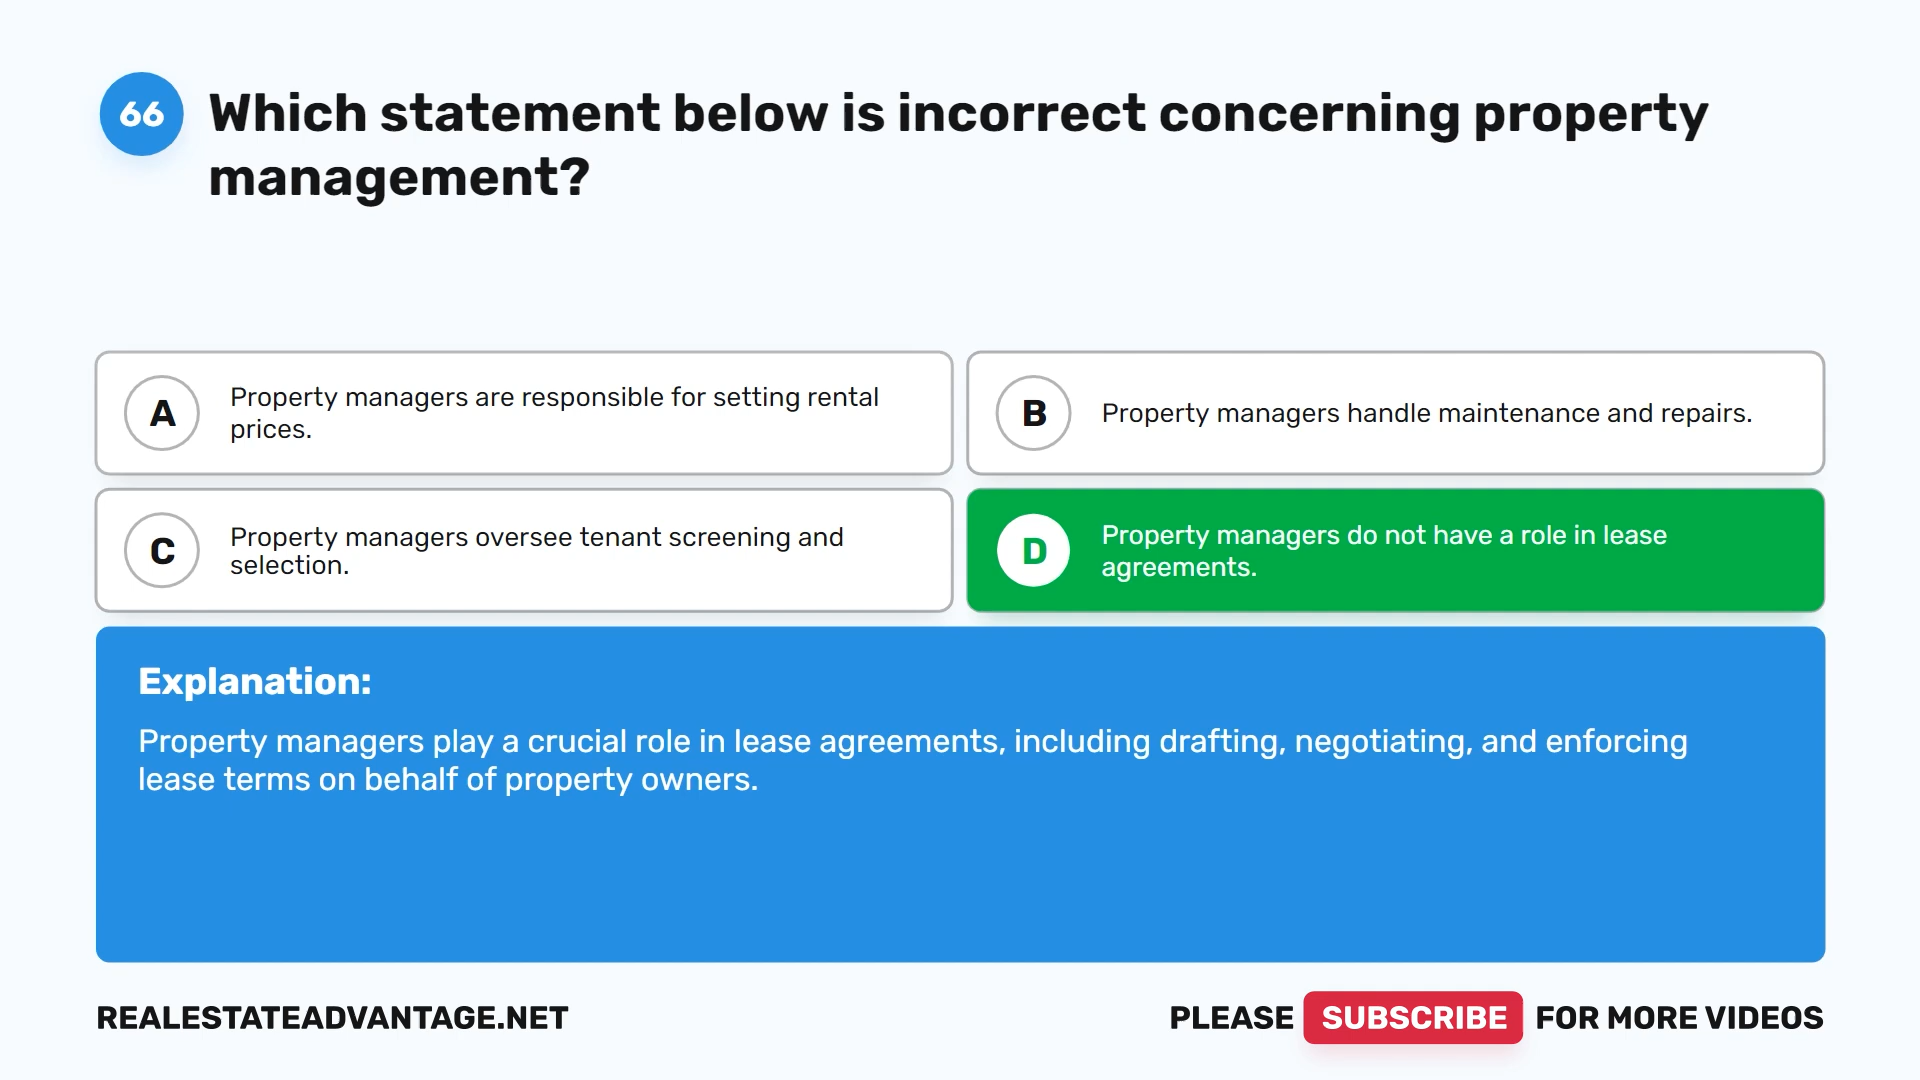 66 Which statement below is incorrect concerning property
management?
A Property managers are responsible for setting rental
prices.
B Property managers handle maintenance and repairs.
C Property managers oversee tenant screening and
selection.
D Property managers do not have a role in lease
agreements.
Explanation:
Property managers play a crucial role in lease agreements, including drafting, negotiating, and enforcing
lease terms on behalf of property owners.
REALESTATEADVANTAGE.NET
PLEASE SUBSCRIBE FOR MORE VIDEOS